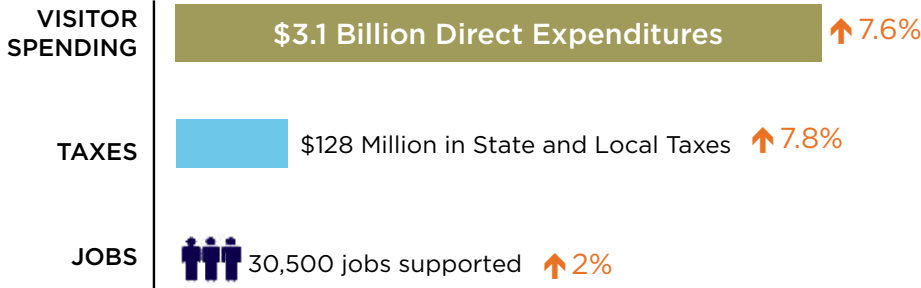 VISITOR
SPENDING
$3.1 Billion Direct Expenditures
7.6%
TAXES
$128 Million in State and Local Taxes
7.8%
JOBS
30,500 jobs supported
2%